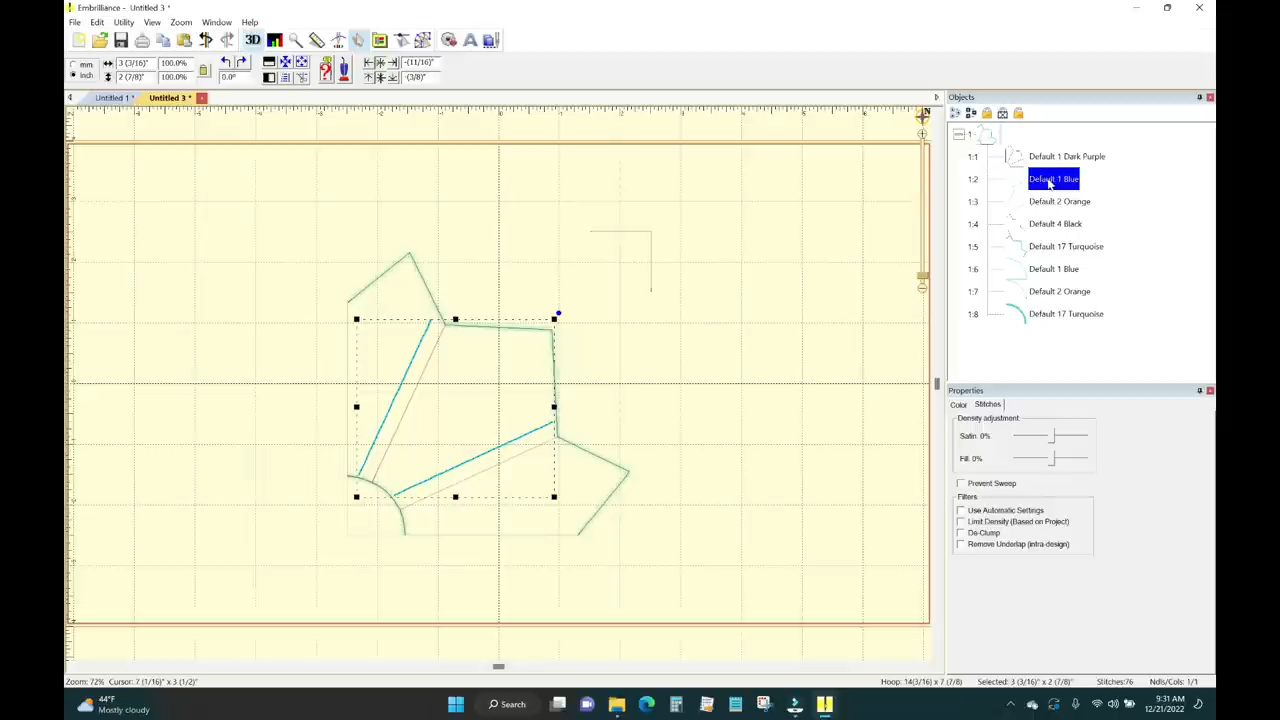 Embrilliance - Untitled 3 *
File Edit Utility View Zoom Window Help
3D
mm 3 (3/16)" 100.0% -(11/16)"
inch 2 (7/8)" 100.0% 0.0° -(3/8)"
Untitled 1 * Untitled 3 *
N
Objects
1 -
1:1 Default 1 Dark Purple
1:2 Default 1 Blue
1:3 Default 2 Orange
1:4 Default 4 Black
1:5 Default 17 Turquoise
1:6 Default 1 Blue
1:7 Default 2 Orange
1:8 Default 17 Turquoise
Properties
Color Stitches
Density adjustment
Satin. 0%
Fill. 0%
Prevent Sweep
Filters
Use Automatic Settings
Limit Density (Based on Project)
De-Clump
Remove Underlap (intra-design)
Zoom: 72% Cursor: 7 (1/16)" x 3 (1/2)" Hoop: 14(3/16) x 7 (7/8) Selected: 3 (3/16)" x 2 (7/8)" Stitches:76 Ndls/Cols: 1/1
44°F
Mostly cloudy
Search
9:31 AM
12/21/2022